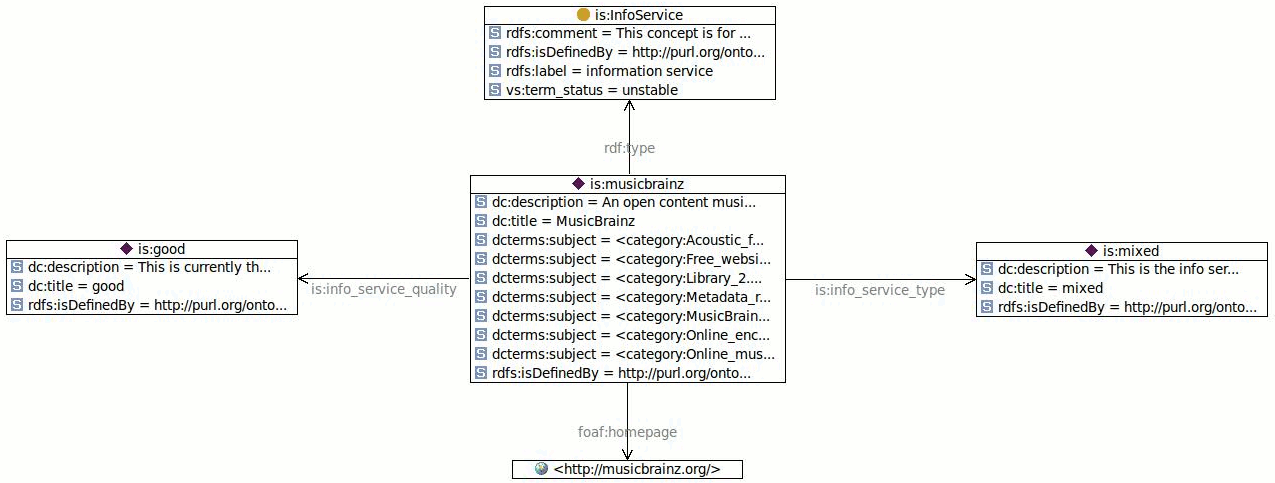 is:InfoService
rdfs:comment = This concept is for ...
rdfs:isDefinedBy = http://purl.org/onto...
rdfs:label = information service
vs:term_status = unstable
rdf:type
is:musicbrainz
dc:description = An open content musi...
dc:title = MusicBrainz
dcterms:subject = <category:Acoustic_f...
dcterms:subject = <category:Free_websi...
dcterms:subject = <category:Library_2....
dcterms:subject = <category:Metadata_r...
dcterms:subject = <category:MusicBrain...
dcterms:subject = <category:Online_enc...
dcterms:subject = <category:Online_mus...
rdfs:isDefinedBy = http://purl.org/onto...
is:good
dc:description = This is currently th...
dc:title = good
rdfs:isDefinedBy = http://purl.org/onto...
is:info_service_quality
is:info_service_type
is:mixed
dc:description = This is the info ser...
dc:title = mixed
rdfs:isDefinedBy = http://purl.org/onto...
foaf:homepage
<http://musicbrainz.org/>